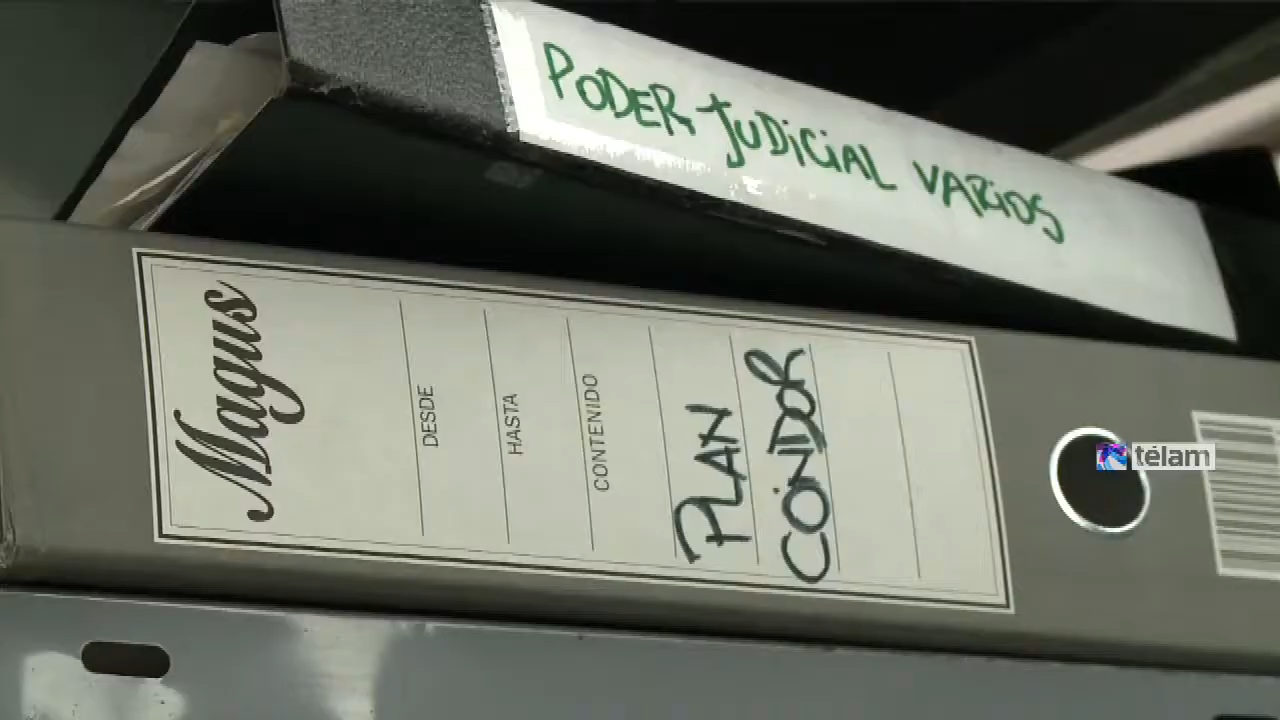 PODER JUDICIAL VARIOS
Magus
DESDE
HASTA
CONTENIDO
PLAN
CÓNDOR
télam